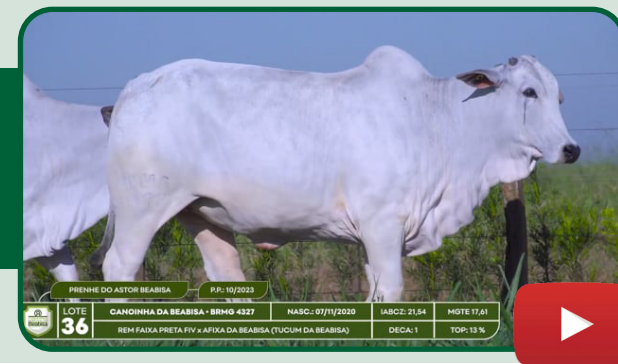 PRENHE DO ASTOR BEABISA P.P.: 10/2023
Beabisa LOTE 36
CANOINHA DA BEABISA • BRMG 4327 NASC.: 07/11/2020 IABCZ: 21,54 MGTE 17,61
REM FAIXA PRETA FIV x AFIXA DA BEABISA (TUCUM DA BEABISA) DECA: 1 TOP: 13 %